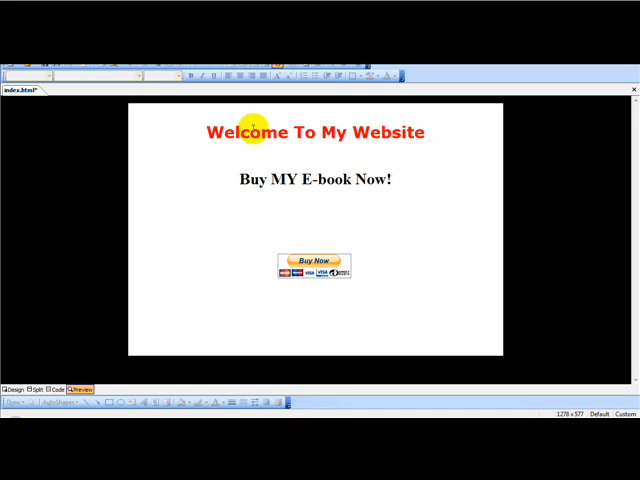 B I U
index.html*
Welcome To My Website
Buy MY E-book Now!
Buy Now
VISA VISA
Design Split Code Preview
Draw AutoShapes
1278 x 577 Default Custom